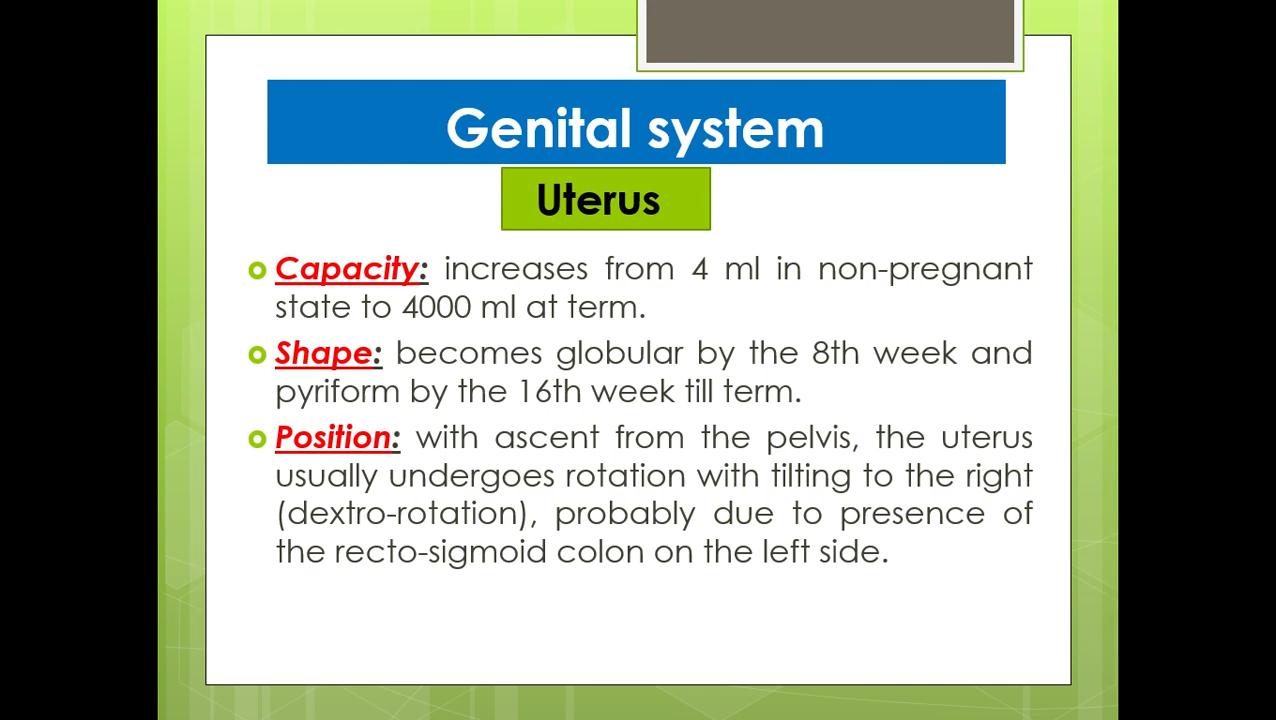 Genital system
Uterus
Capacity: increases from 4 ml in non-pregnant
state to 4000 ml at term.
Shape: becomes globular by the 8th week and
pyriform by the 16th week till term.
Position: with ascent from the pelvis, the uterus
usually undergoes rotation with tilting to the right
(dextro-rotation), probably due to presence of
the recto-sigmoid colon on the left side.